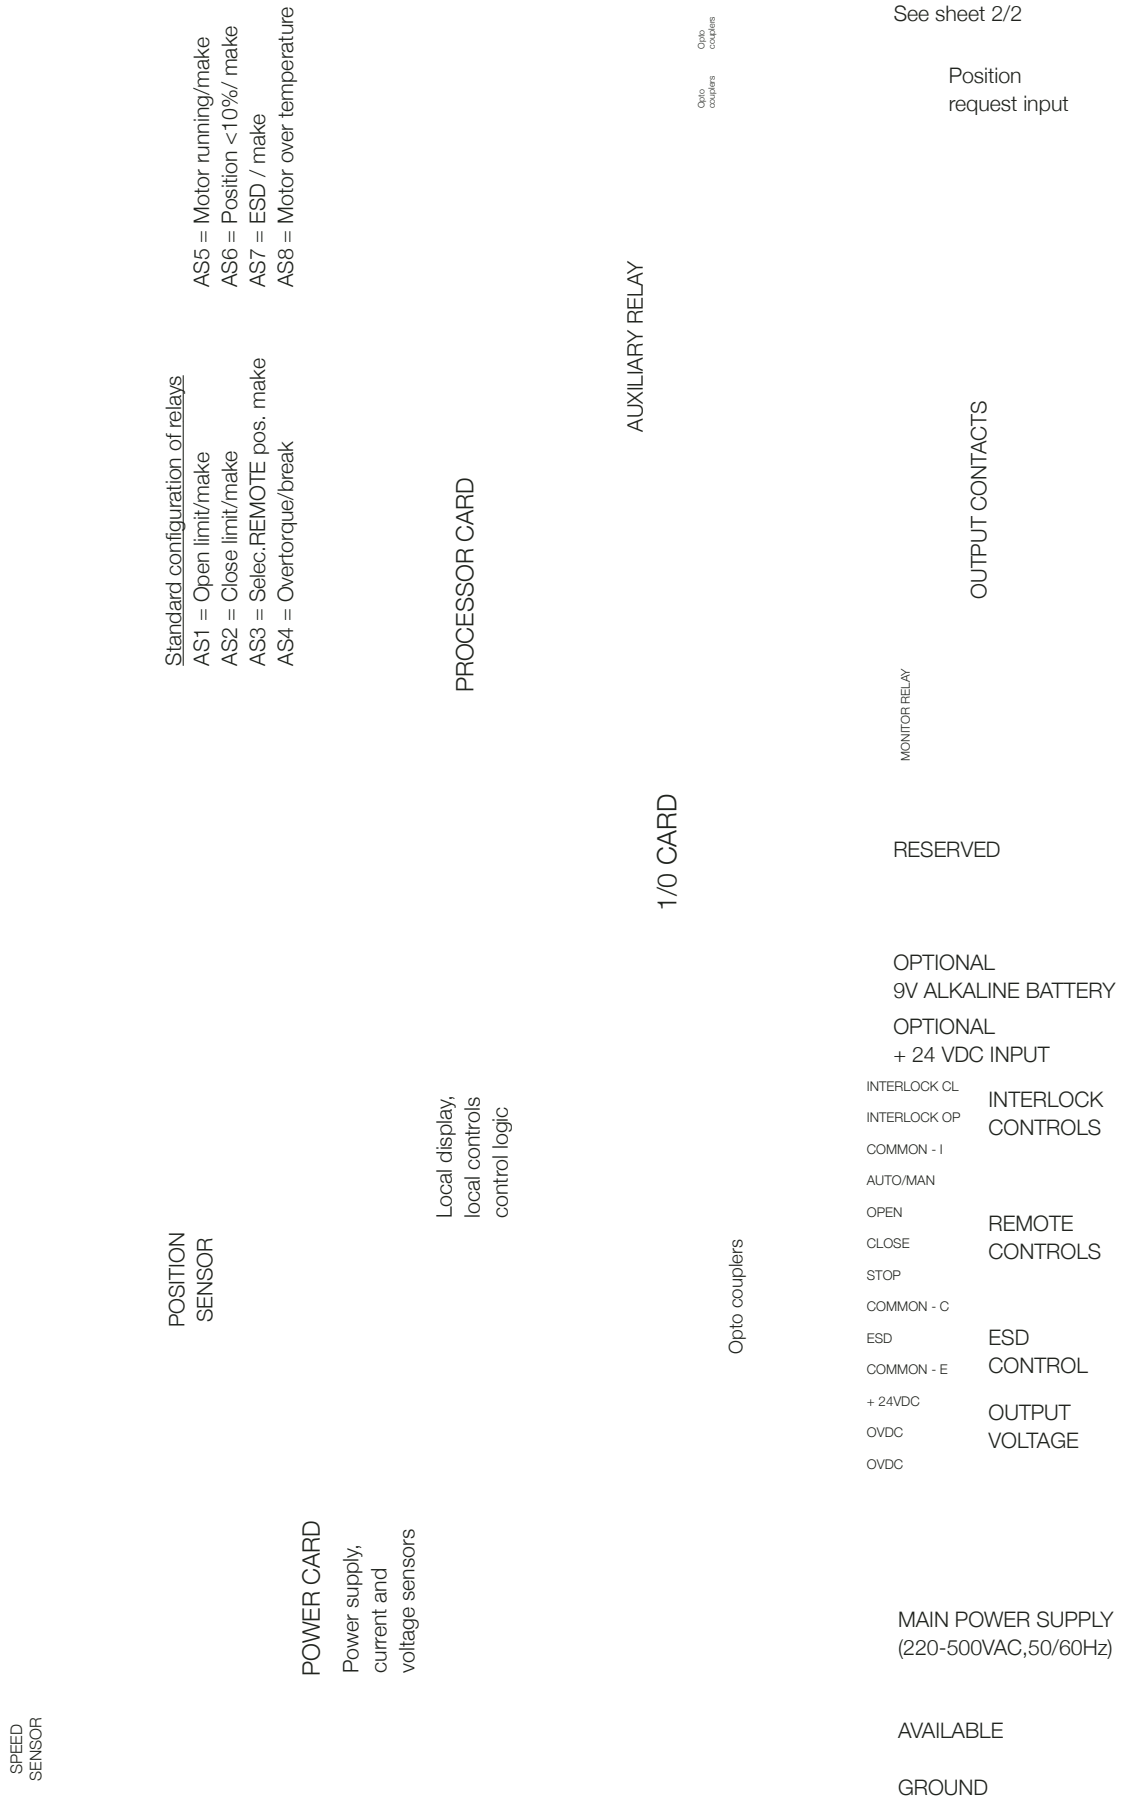 See sheet 2/2
Position
request input
Opto
couplers
Opto
couplers
AS5 = Motor running/make
AS6 = Position <10%/ make
AS7 = ESD / make
AS8 = Motor over temperature
Standard configuration of relays
AS1 = Open limit/make
AS2 = Close limit/make
AS3 = Selec.REMOTE pos. make
AS4 = Overtorque/break
AUXILIARY RELAY
PROCESSOR CARD
OUTPUT CONTACTS
MONITOR RELAY
1/0 CARD
RESERVED
OPTIONAL
9V ALKALINE BATTERY
OPTIONAL
+ 24 VDC INPUT
INTERLOCK CL
INTERLOCK OP
COMMON - I
INTERLOCK
CONTROLS
AUTO/MAN
OPEN
CLOSE
STOP
COMMON - C
REMOTE
CONTROLS
ESD
COMMON - E
ESD
CONTROL
+ 24VDC
OVDC
OVDC
OUTPUT
VOLTAGE
Local display,
local controls
control logic
POSITION
SENSOR
Opto couplers
POWER CARD
Power supply,
current and
voltage sensors
MAIN POWER SUPPLY
(220-500VAC,50/60Hz)
SPEED
SENSOR
AVAILABLE
GROUND